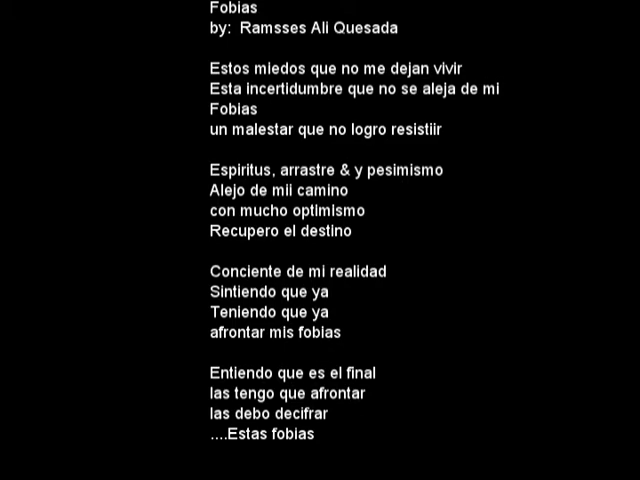 Fobias
by:  Ramsses Ali Quesada
Estos miedos que no me dejan vivir
Esta incertidumbre que no se aleja de mi
Fobias
un malestar que no logro resistiir
Espiritus, arrastre & y pesimismo
Alejo de mii camino
con mucho optimismo
Recupero el destino
Conciente de mi realidad
Sintiendo que ya
Teniendo que ya
afrontar mis fobias
Entiendo que es el final
las tengo que afrontar
las debo decifrar
....Estas fobias